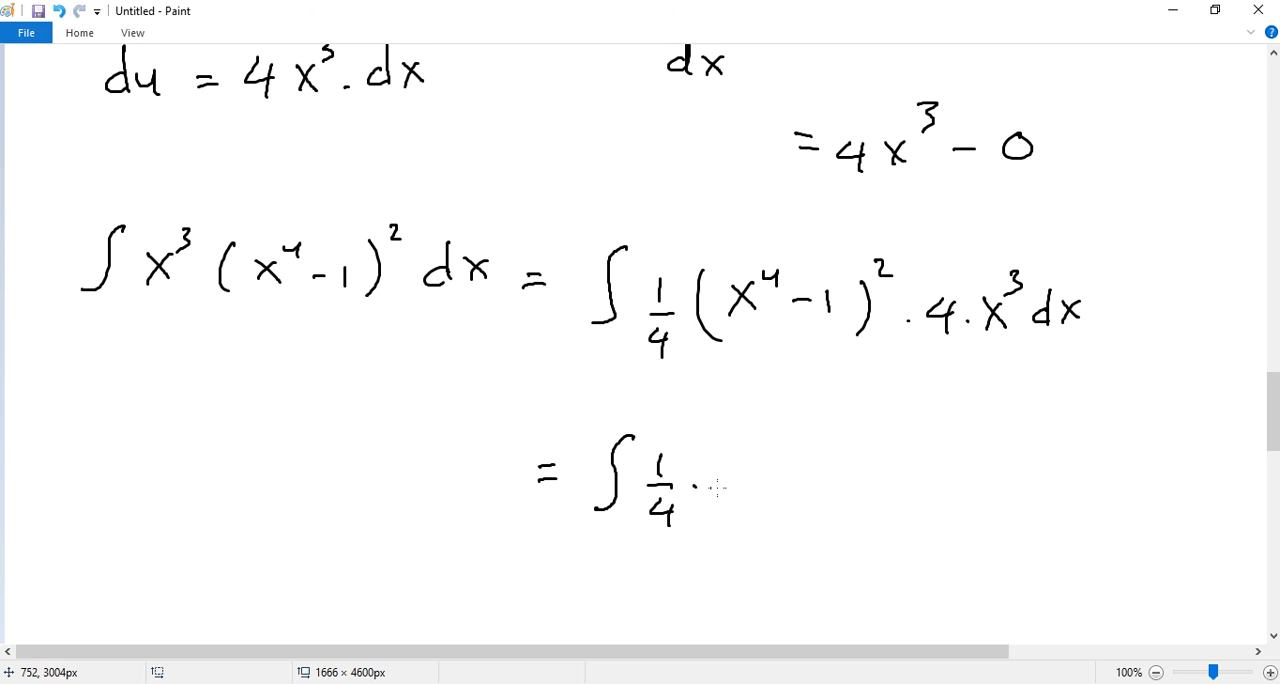 Untitled - Paint
File Home View
du = 4x³ . dx
dx
= 4x³ - 0
∫ x³ (x⁴-1)² dx = ∫ 1/4 (x⁴-1)² . 4 . x³ dx
= ∫ 1/4 .
752, 3004px 1666 × 4600px 100%